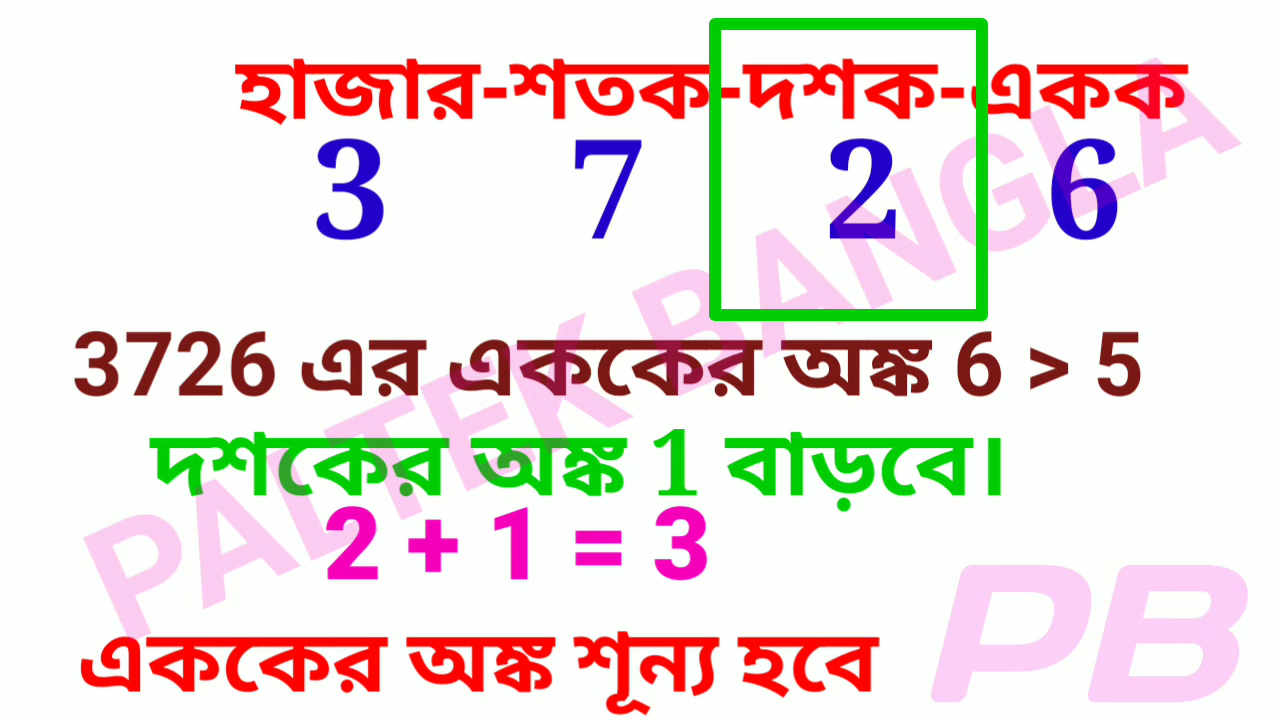 হাজার-শতক-দশক-একক
3 7 2 6
3726 এর এককের অঙ্ক 6 > 5
দশকের অঙ্ক 1 বাড়বে।
2 + 1 = 3
এককের অঙ্ক শূন্য হবে
PALTEK BANGLA
PB